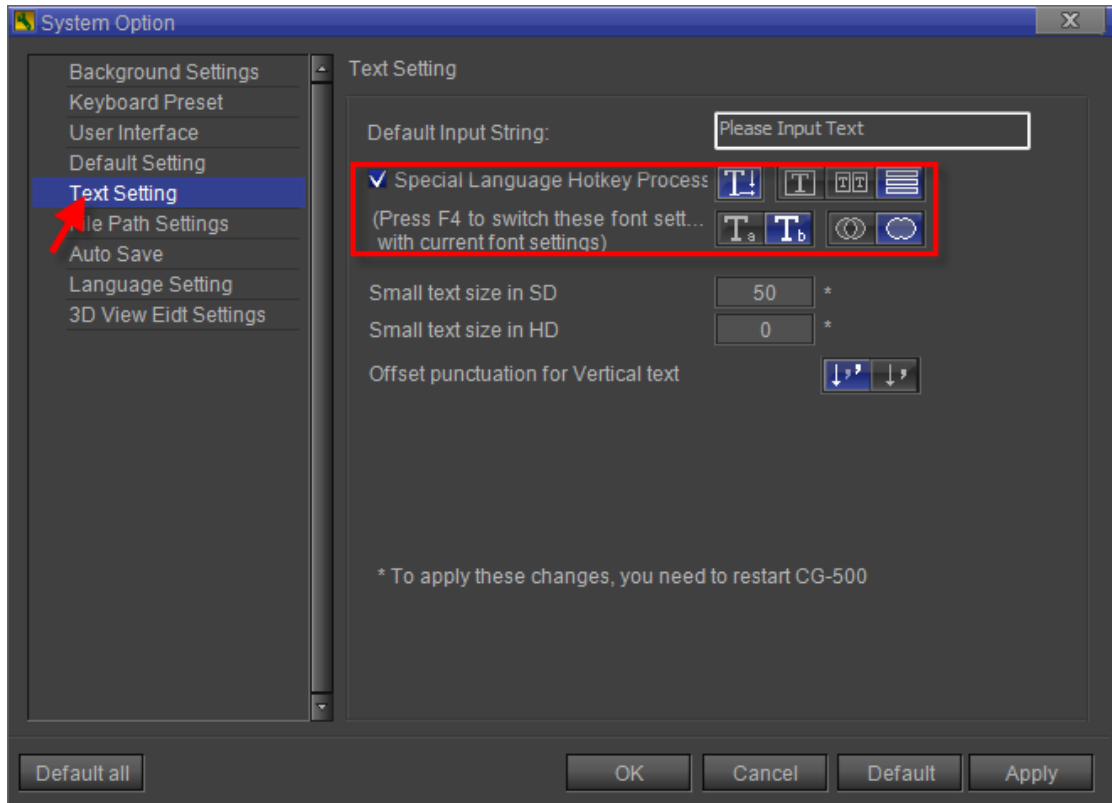 System Option
X
Background Settings
Keyboard Preset
User Interface
Default Setting
Text Setting
File Path Settings
Auto Save
Language Setting
3D View Eidt Settings
Text Setting
Default Input String:
Please Input Text
Special Language Hotkey Process
(Press F4 to switch these font sett...
with current font settings)
T T TT
Ta Tb
Small text size in SD 50 *
Small text size in HD 0 *
Offset punctuation for Vertical text
* To apply these changes, you need to restart CG-500
Default all OK Cancel Default Apply